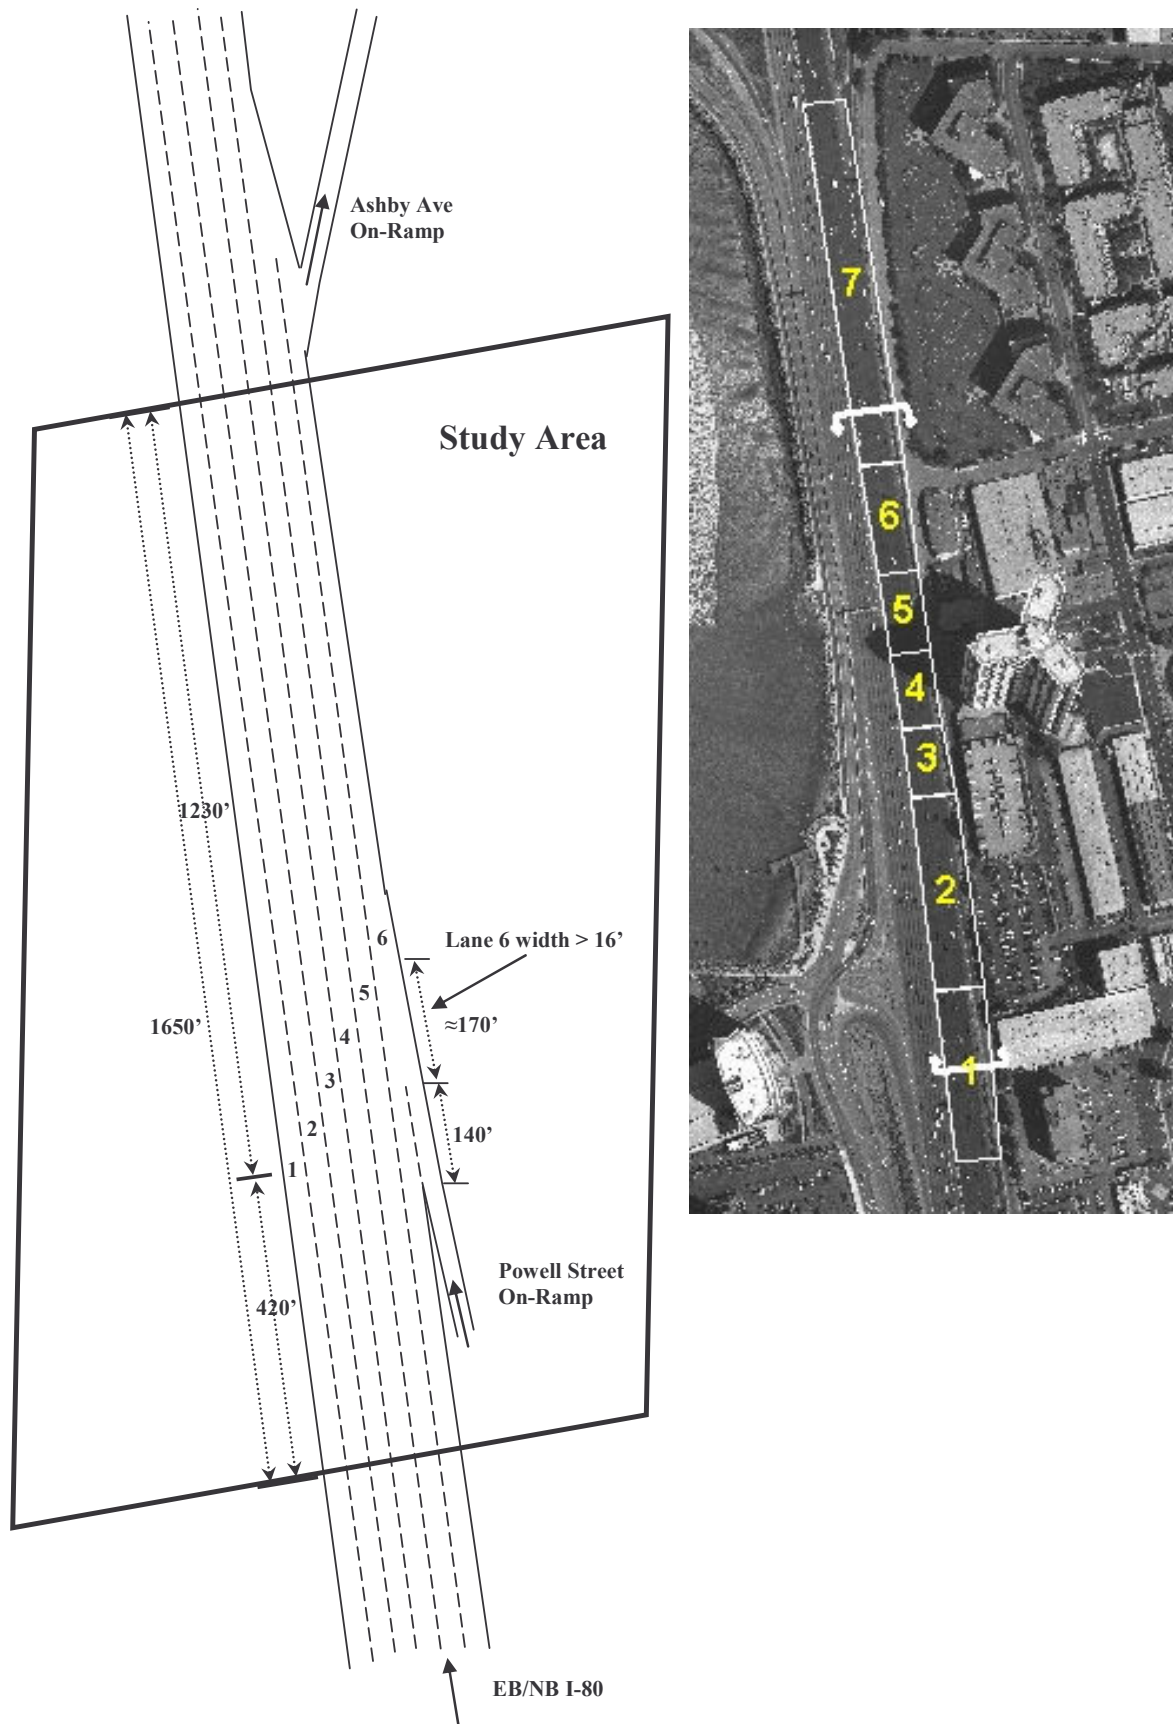 Ashby Ave
On-Ramp
Study Area
1230’
6
Lane 6 width > 16’
5
≈170’
1650’
4
3
2
140’
1
Powell Street
On-Ramp
420’
EB/NB I-80
7
6
5
4
3
2
1